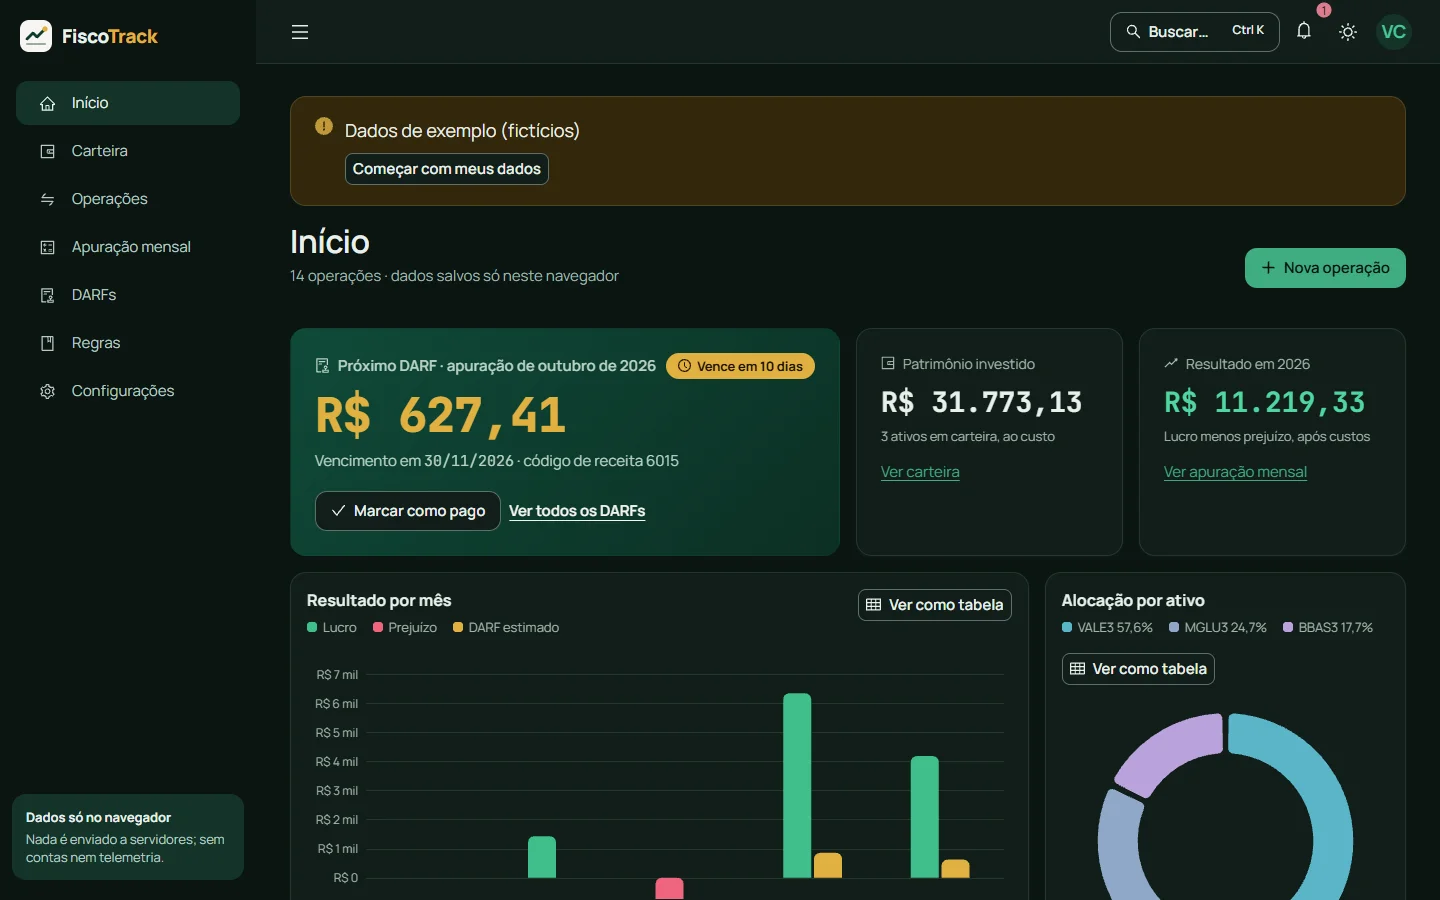 FiscoTrack
Buscar... Ctrl K
1
VC
Início
Carteira
Operações
Apuração mensal
DARFs
Regras
Configurações
Dados só no navegador
Nada é enviado a servidores; sem
contas nem telemetria.
Dados de exemplo (fictícios)
Começar com meus dados
Início
14 operações · dados salvos só neste navegador
Nova operação
Próximo DARF · apuração de outubro de 2026
Vence em 10 dias
R$ 627,41
Vencimento em 30/11/2026 · código de receita 6015
Marcar como pago
Ver todos os DARFs
Patrimônio investido
R$ 31.773,13
3 ativos em carteira, ao custo
Ver carteira
Resultado em 2026
R$ 11.219,33
Lucro menos prejuízo, após custos
Ver apuração mensal
Resultado por mês
Ver como tabela
Lucro Prejuízo DARF estimado
R$ 7 mil
R$ 6 mil
R$ 5 mil
R$ 4 mil
R$ 3 mil
R$ 2 mil
R$ 1 mil
R$ 0
Alocação por ativo
VALE3 57,6% MGLU3 24,7% BBAS3 17,7%
Ver como tabela